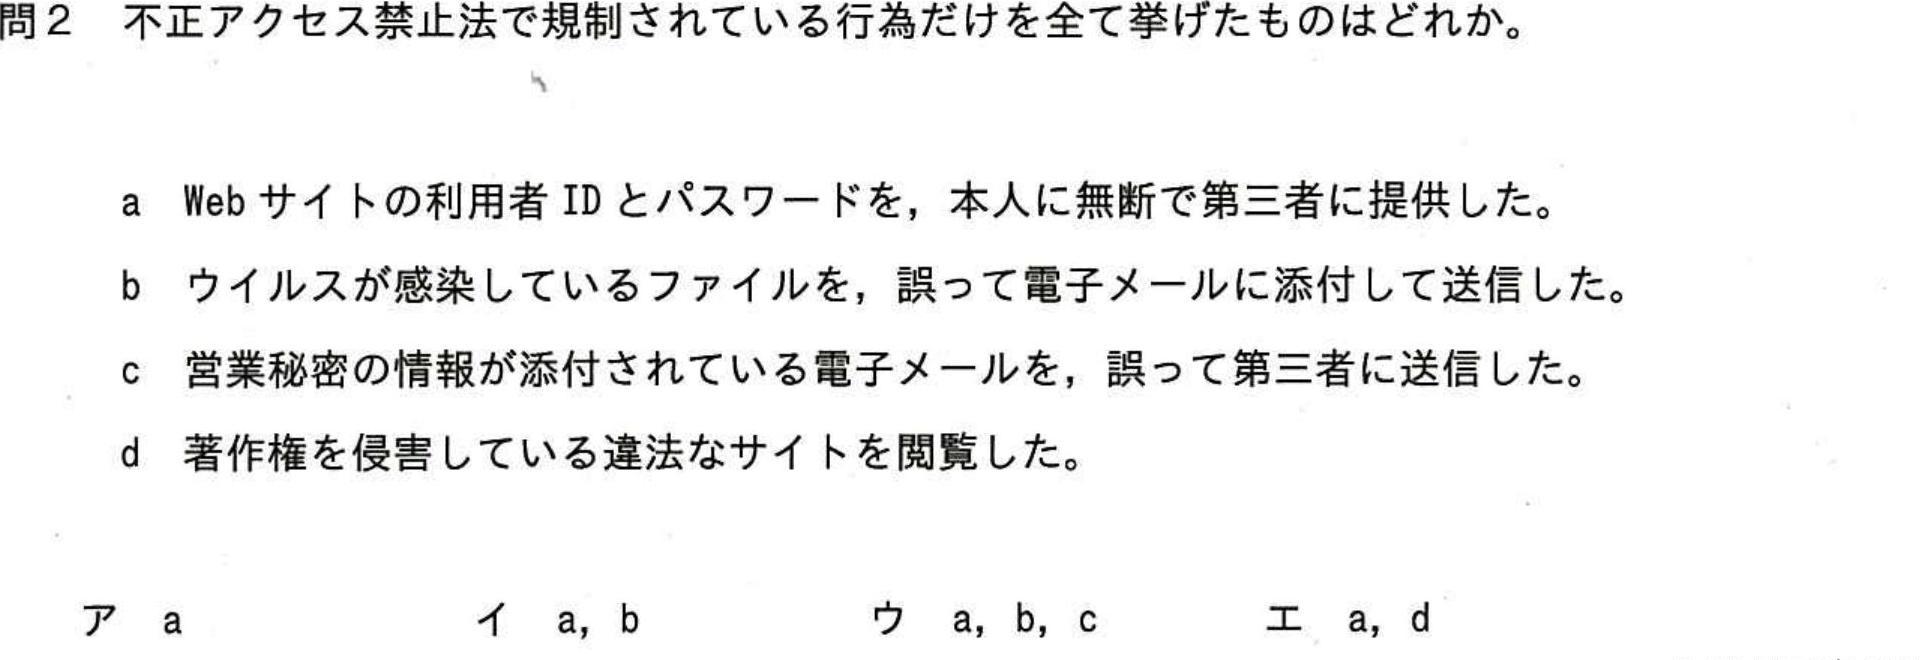 問2 不正アクセス禁止法で規制されている行為だけを全て挙げたものはどれか。
a Webサイトの利用者IDとパスワードを，本人に無断で第三者に提供した。
b ウイルスが感染しているファイルを，誤って電子メールに添付して送信した。
c 営業秘密の情報が添付されている電子メールを，誤って第三者に送信した。
d 著作権を侵害している違法なサイトを閲覧した。
ア a イ a, b ウ a, b, c エ a, d